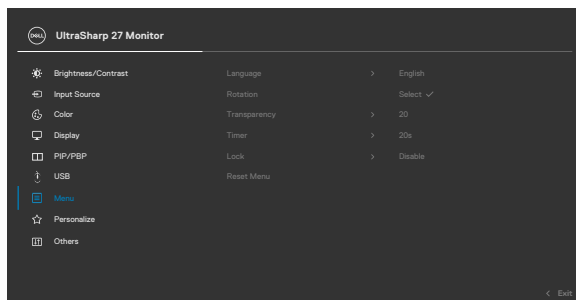 DELL UltraSharp 27 Monitor
Brightness/Contrast Language > English
Input Source Rotation Select ✓
Color Transparency > 20
Display Timer > 20s
PIP/PBP Lock > Disable
USB Reset Menu
Menu
Personalize
Others
< Exit